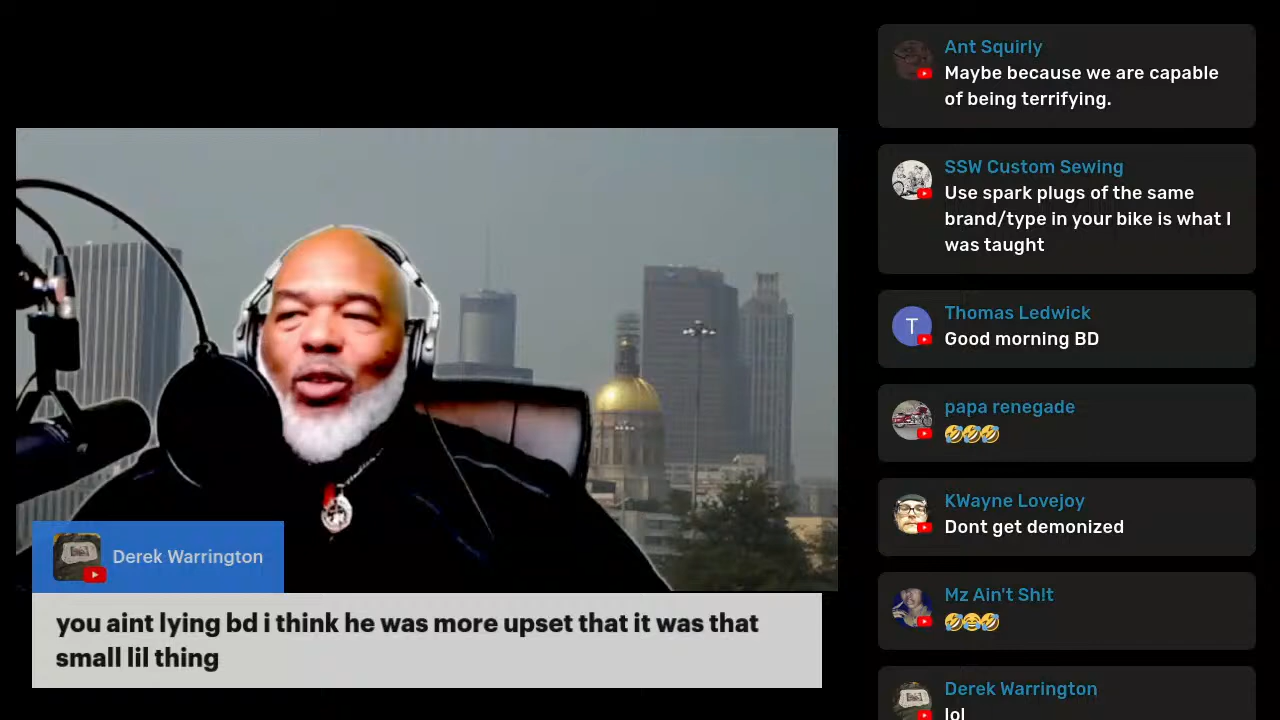 Derek Warrington
you aint lying bd i think he was more upset that it was that
small lil thing
Ant Squirly
Maybe because we are capable
of being terrifying.
SSW Custom Sewing
Use spark plugs of the same
brand/type in your bike is what I
was taught
T
Thomas Ledwick
Good morning BD
papa renegade
🤣🤣🤣
KWayne Lovejoy
Dont get demonized
Mz Ain't Sh!t
🤣😂🤣
Derek Warrington
lol